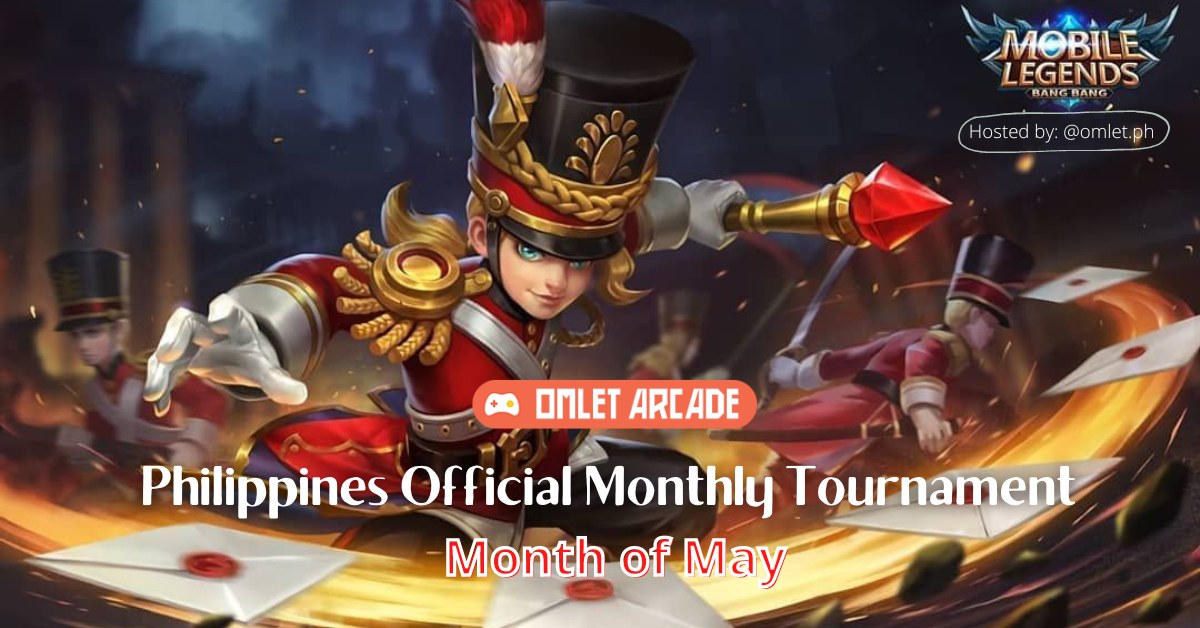 MOBILE
LEGENDS
BANG BANG
Hosted by: @omlet.ph
OMLET ARCADE
Philippines Official Monthly Tournament
Month of May